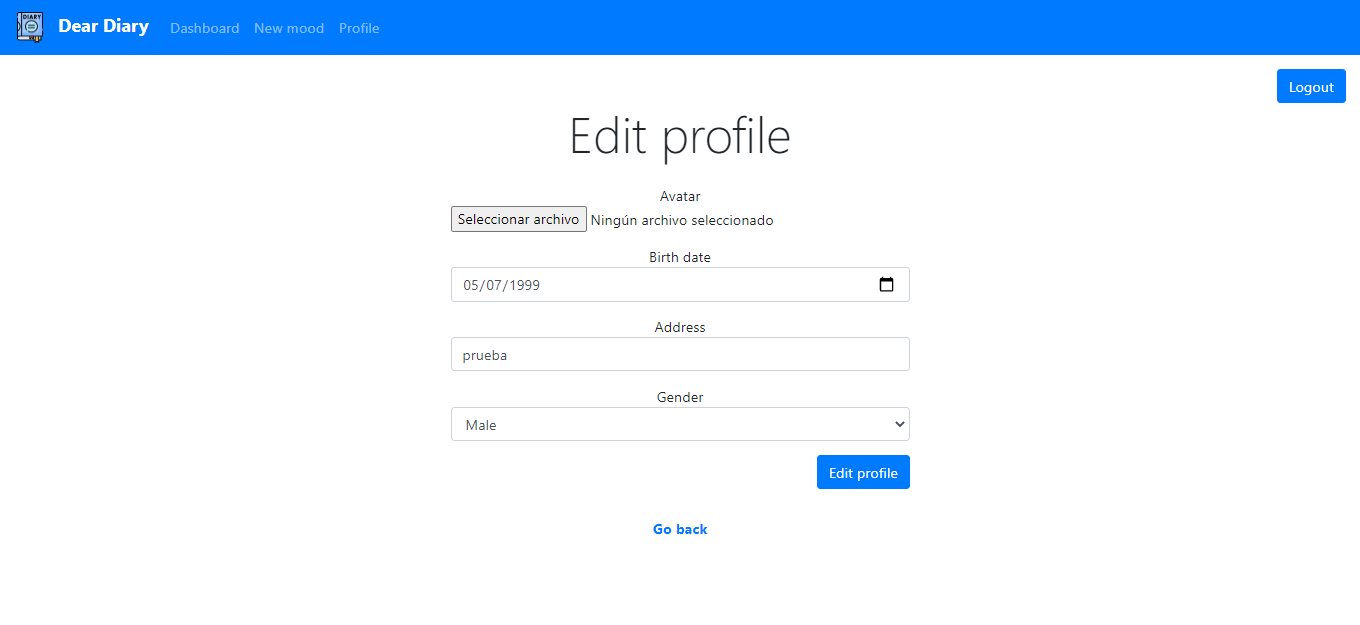 DIARY
Dear Diary Dashboard New mood Profile
Logout
Edit profile
Avatar
Seleccionar archivo Ningún archivo seleccionado
Birth date
05/07/1999
Address
prueba
Gender
Male
Edit profile
Go back